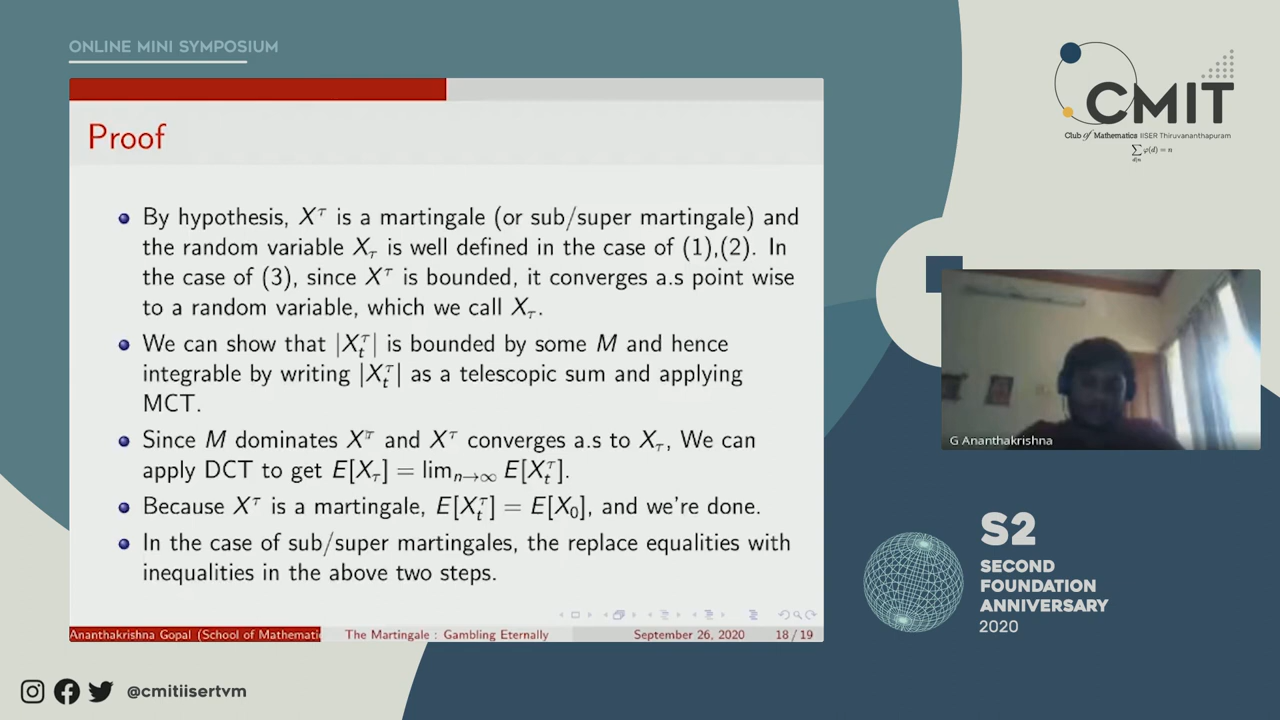 ONLINE MINI SYMPOSIUM
CMIT
Club of Mathematics IISER Thiruvananthapuram
∑ φ(d) = n
d|n
Proof
By hypothesis, X^τ is a martingale (or sub/super martingale) and
the random variable X_τ is well defined in the case of (1),(2). In
the case of (3), since X^τ is bounded, it converges a.s point wise
to a random variable, which we call X_τ.
We can show that |X_t^τ| is bounded by some M and hence
integrable by writing |X_t^τ| as a telescopic sum and applying
MCT.
Since M dominates X^τ and X^τ converges a.s to X_τ, We can
apply DCT to get E[X_τ] = lim_{n→∞} E[X_t^τ].
Because X^τ is a martingale, E[X_t^τ] = E[X_0], and we're done.
In the case of sub/super martingales, the replace equalities with
inequalities in the above two steps.
Ananthakrishna Gopal (School of Mathemati
The Martingale : Gambling Eternally
September 26, 2020
18 / 19
G Ananthakrishna
S2
SECOND
FOUNDATION
ANNIVERSARY
2020
@cmitiisertvm